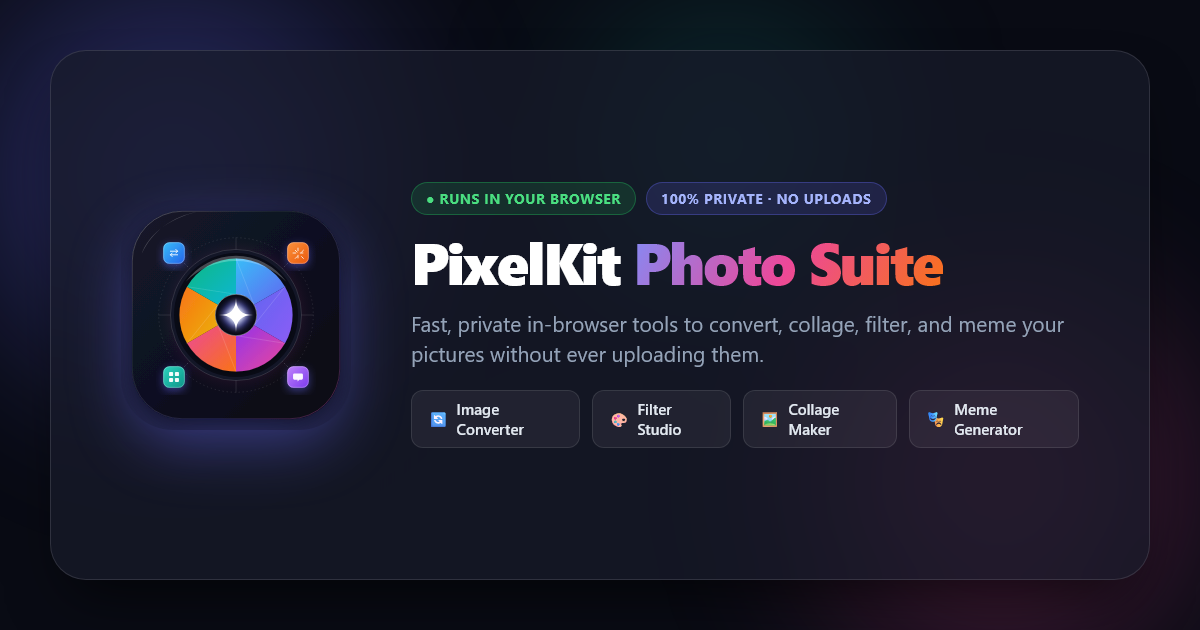 ● RUNS IN YOUR BROWSER
100% PRIVATE · NO UPLOADS
PixelKit Photo Suite
Fast, private in-browser tools to convert, collage, filter, and meme your
pictures without ever uploading them.
Image
Converter
Filter
Studio
Collage
Maker
Meme
Generator